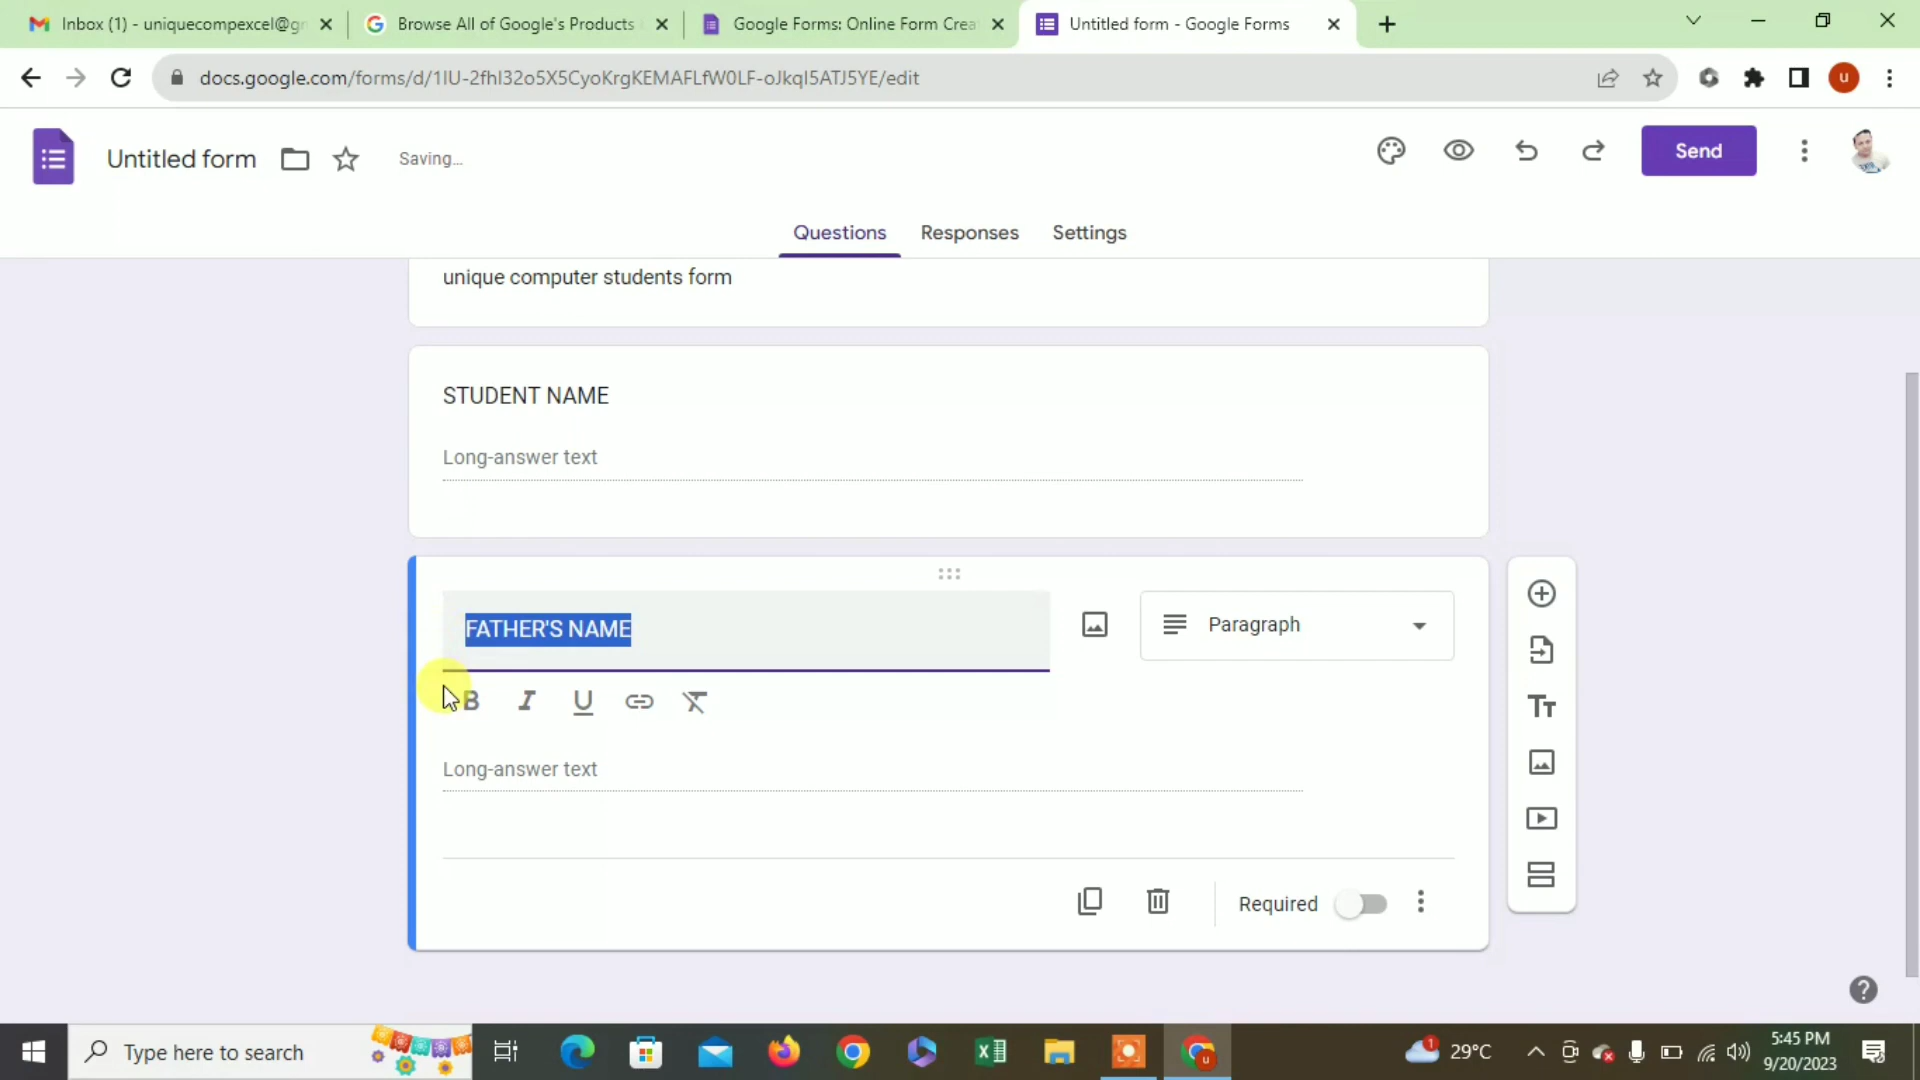 Inbox (1) - uniquecompexcel@gm
Browse All of Google's Products
Google Forms: Online Form Crea
Untitled form - Google Forms
docs.google.com/forms/d/1IU-2fhI32o5X5CyoKrgKEMAFLfW0LF-oJkqI5ATJ5YE/edit
u
Untitled form
Saving...
Send
Questions
Responses
Settings
unique computer students form
STUDENT NAME
Long-answer text
FATHER'S NAME
Paragraph
B I U
Long-answer text
Required
Type here to search
29°C
5:45 PM
9/20/2023